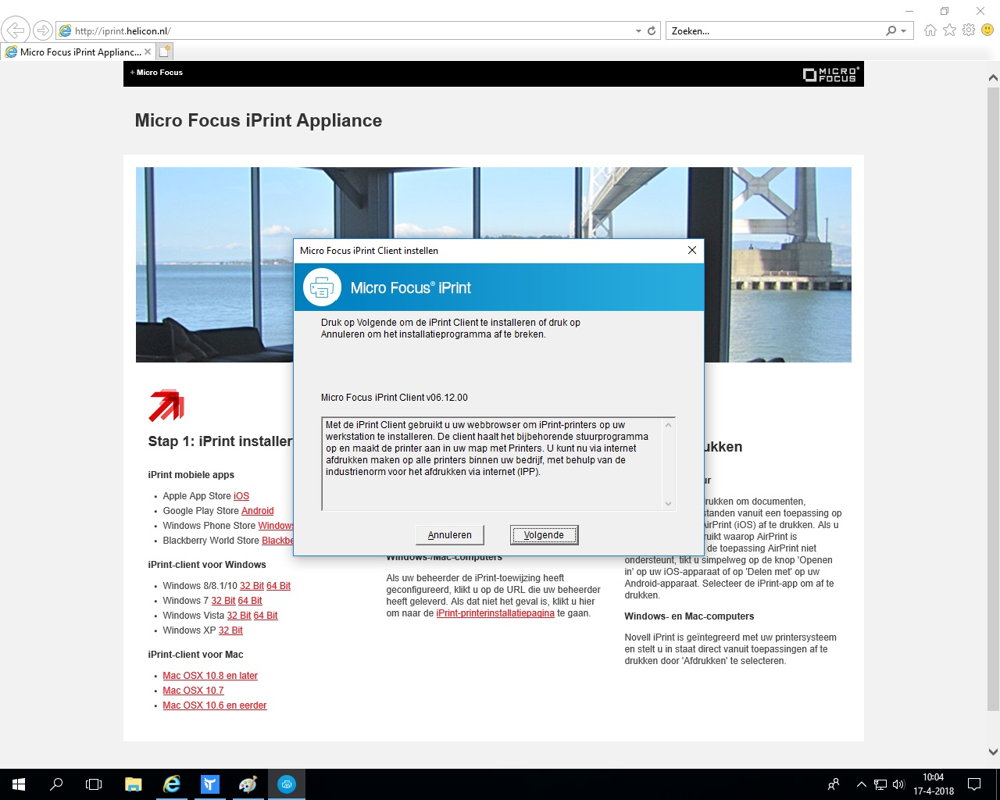 http://iprint.helicon.nl/
Zoeken...
Micro Focus iPrint Applianc...
+ Micro Focus
MICRO
FOCUS
Micro Focus iPrint Appliance
Micro Focus iPrint Client instellen
Micro Focus® iPrint
Druk op Volgende om de iPrint Client te installeren of druk op
Annuleren om het installatieprogramma af te breken.
Micro Focus iPrint Client v06.12.00
Met de iPrint Client gebruikt u uw webbrowser om iPrint-printers op uw
werkstation te installeren. De client haalt het bijbehorende stuurprogramma
op en maakt de printer aan in uw map met Printers. U kunt nu via internet
afdrukken maken op alle printers binnen uw bedrijf, met behulp van de
industrienorm voor het afdrukken via internet (IPP).
Annuleren
Volgende
Stap 1: iPrint installer
iPrint mobiele apps
• Apple App Store iOS
• Google Play Store Android
• Windows Phone Store Windows
• Blackberry World Store Blackbe
iPrint-client voor Windows
• Windows 8/8.1/10 32 Bit 64 Bit
• Windows 7 32 Bit 64 Bit
• Windows Vista 32 Bit 64 Bit
• Windows XP 32 Bit
iPrint-client voor Mac
• Mac OSX 10.8 en later
• Mac OSX 10.7
• Mac OSX 10.6 en eerder
Windows-/Mac-computers
Als uw beheerder de iPrint-toewijzing heeft
geconfigureerd, klikt u op de URL die uw beheerder
heeft geleverd. Als dat niet het geval is, klikt u hier
om naar de iPrint-printerinstallatiepagina te gaan.
ukken
ur
rukken om documenten,
standen vanuit een toepassing op
AirPrint (iOS) af te drukken. Als u
ruikt waarop AirPrint is
de toepassing AirPrint niet
ondersteunt, tikt u simpelweg op de knop 'Openen
in' op uw iOS-apparaat of op 'Delen met' op uw
Android-apparaat. Selecteer de iPrint-app om af te
drukken.
Windows- en Mac-computers
Novell iPrint is geïntegreerd met uw printersysteem
en stelt u in staat direct vanuit toepassingen af te
drukken door 'Afdrukken' te selecteren.
10:04
17-4-2018